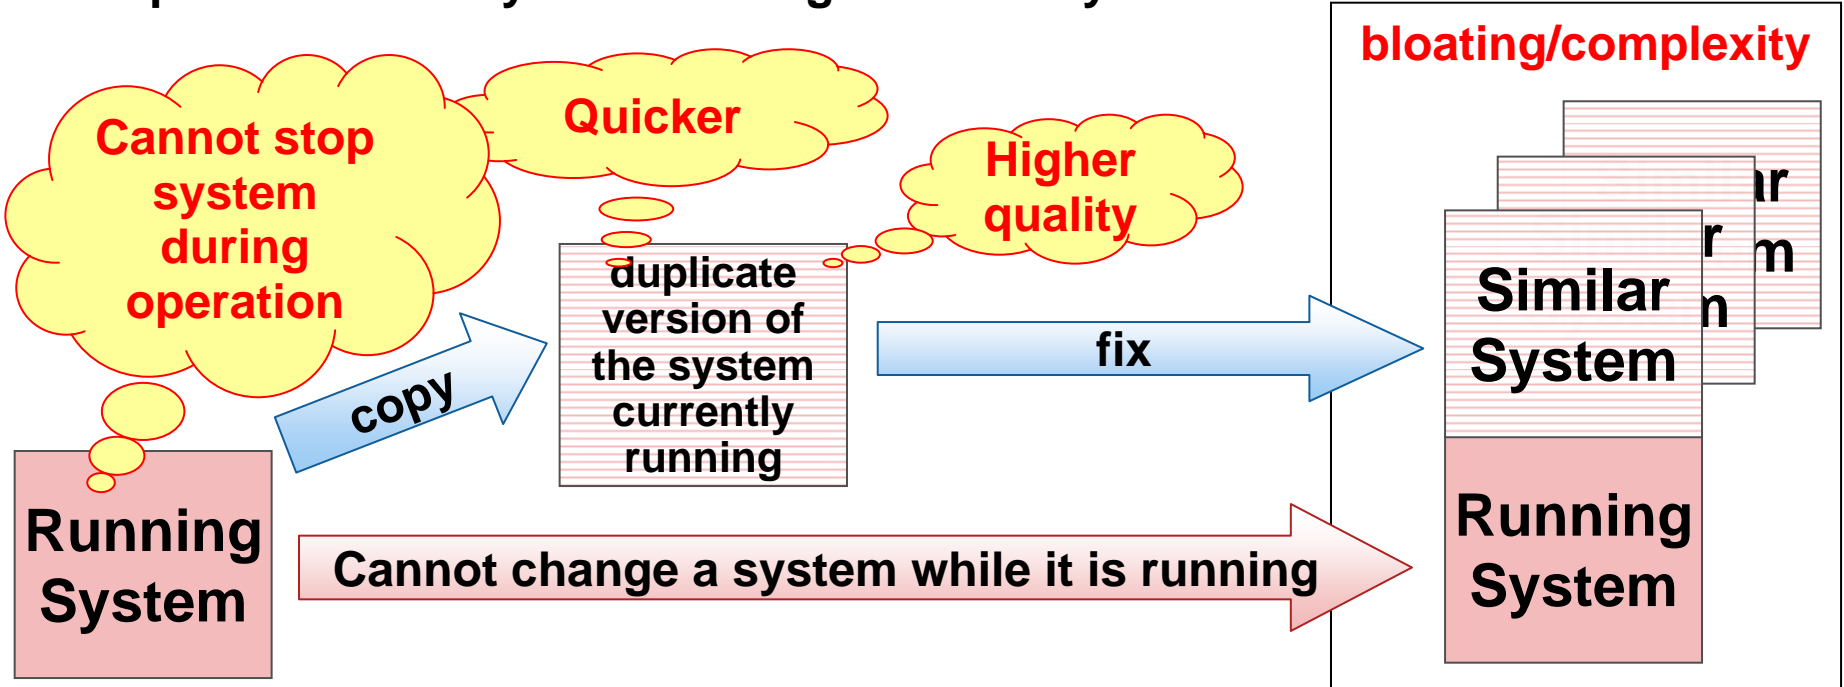 bloating/complexity
Cannot stop
system
during
operation
Quicker
Higher
quality
duplicate
version of
the system
currently
running
copy
fix
Similar
System
Running
System
Cannot change a system while it is running
Running
System